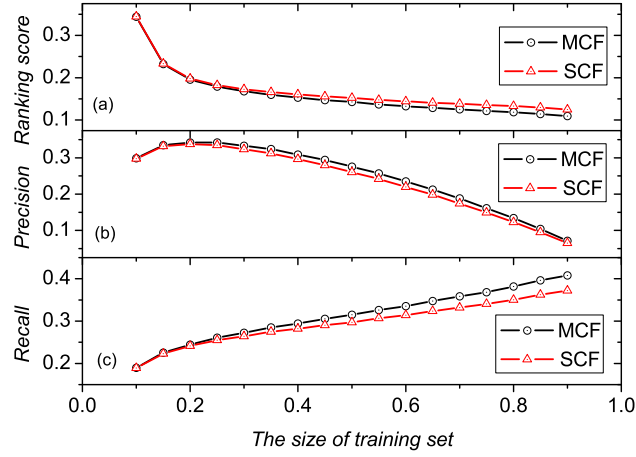 0.3
0.2
0.1
Ranking score
(a)
MCF
SCF
0.3
0.2
0.1
Precision
(b)
MCF
SCF
0.4
0.3
0.2
Recall
(c)
MCF
SCF
0.0 0.2 0.4 0.6 0.8 1.0
The size of training set